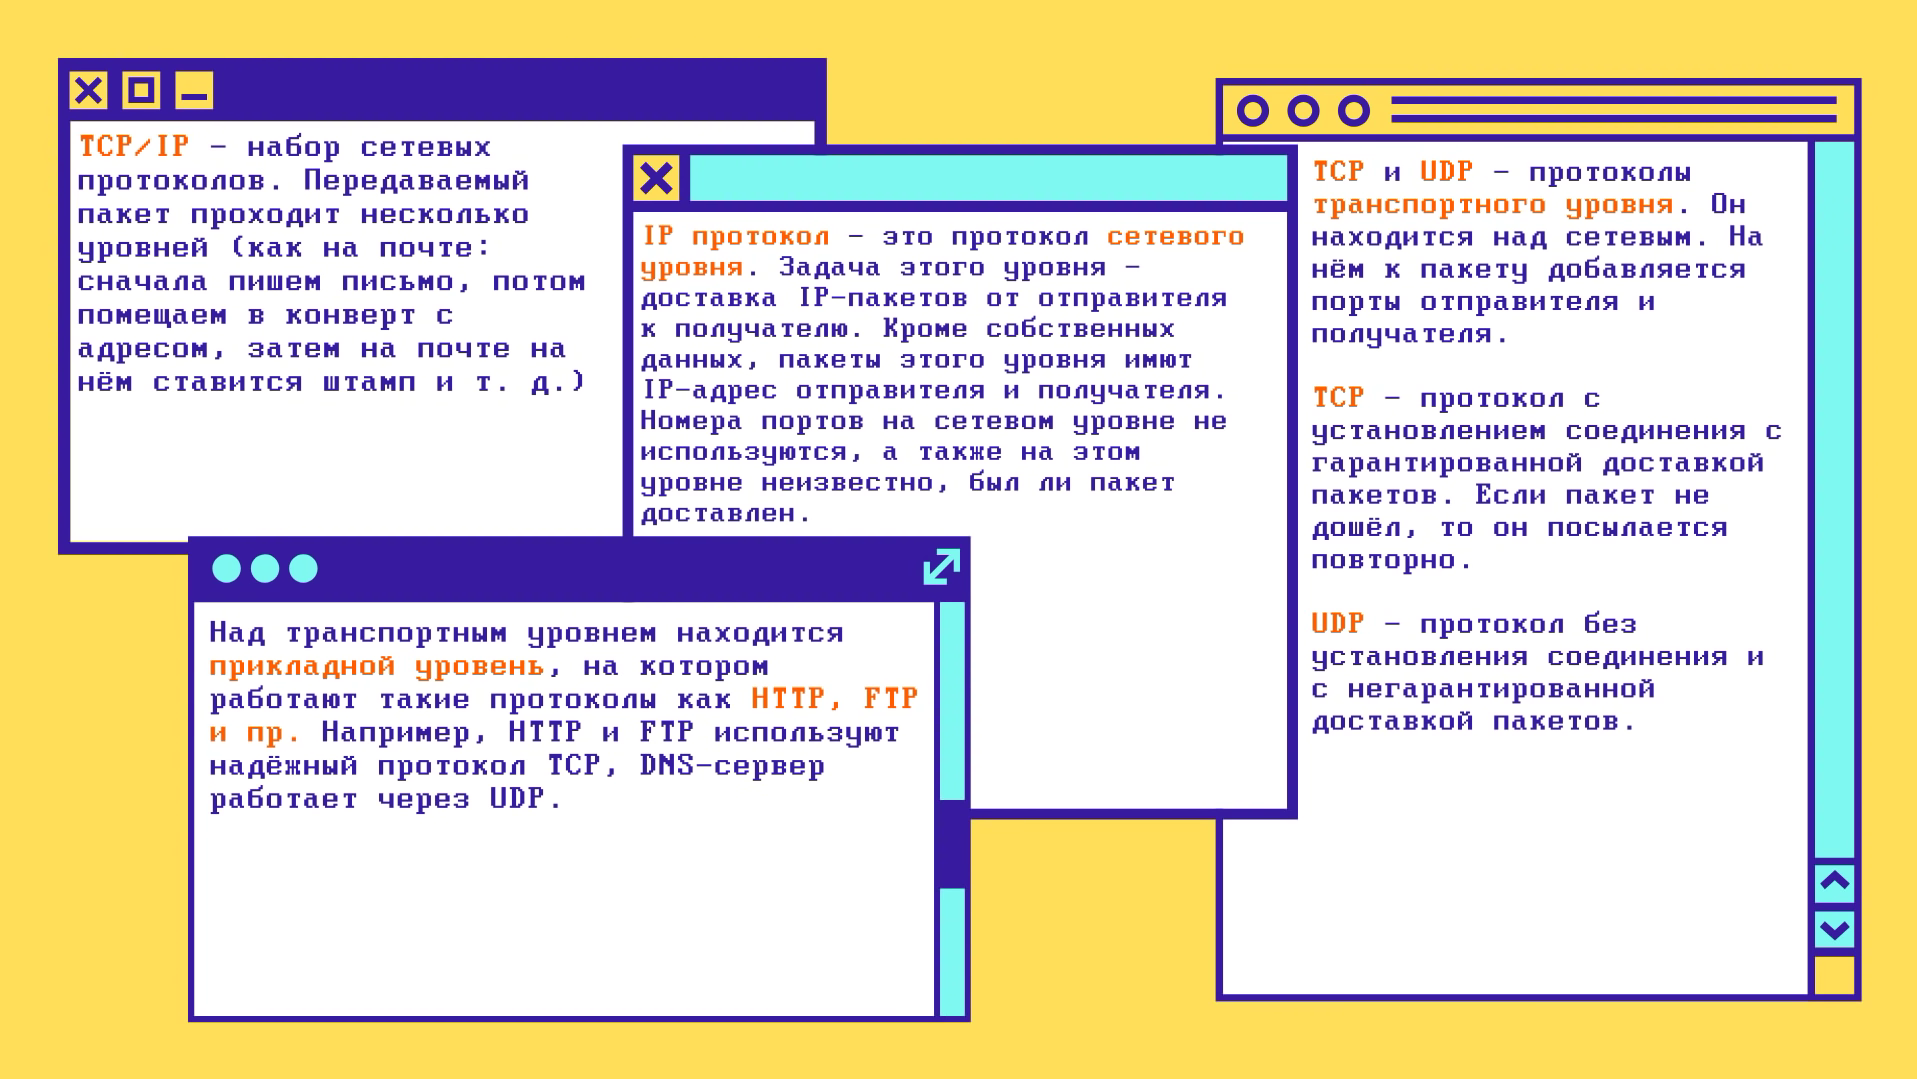 TCP/IP – набор сетевых
протоколов. Передаваемый
пакет проходит несколько
уровней (как на почте:
сначала пишем письмо, потом
помещаем в конверт с
адресом, затем на почте на
нём ставится штамп и т. д.)
IP протокол – это протокол сетевого
уровня. Задача этого уровня –
доставка IP-пакетов от отправителя
к получателю. Кроме собственных
данных, пакеты этого уровня имют
IP-адрес отправителя и получателя.
Номера портов на сетевом уровне не
используются, а также на этом
уровне неизвестно, был ли пакет
доставлен.
TCP и UDP – протоколы
транспортного уровня. Он
находится над сетевым. На
нём к пакету добавляется
порты отправителя и
получателя.
TCP – протокол с
установлением соединения с
гарантированной доставкой
пакетов. Если пакет не
дошёл, то он посылается
повторно.
UDP – протокол без
установления соединения и
с негарантированной
доставкой пакетов.
Над транспортным уровнем находится
прикладной уровень, на котором
работают такие протоколы как HTTP, FTP
и пр. Например, HTTP и FTP используют
надёжный протокол TCP, DNS-сервер
работает через UDP.